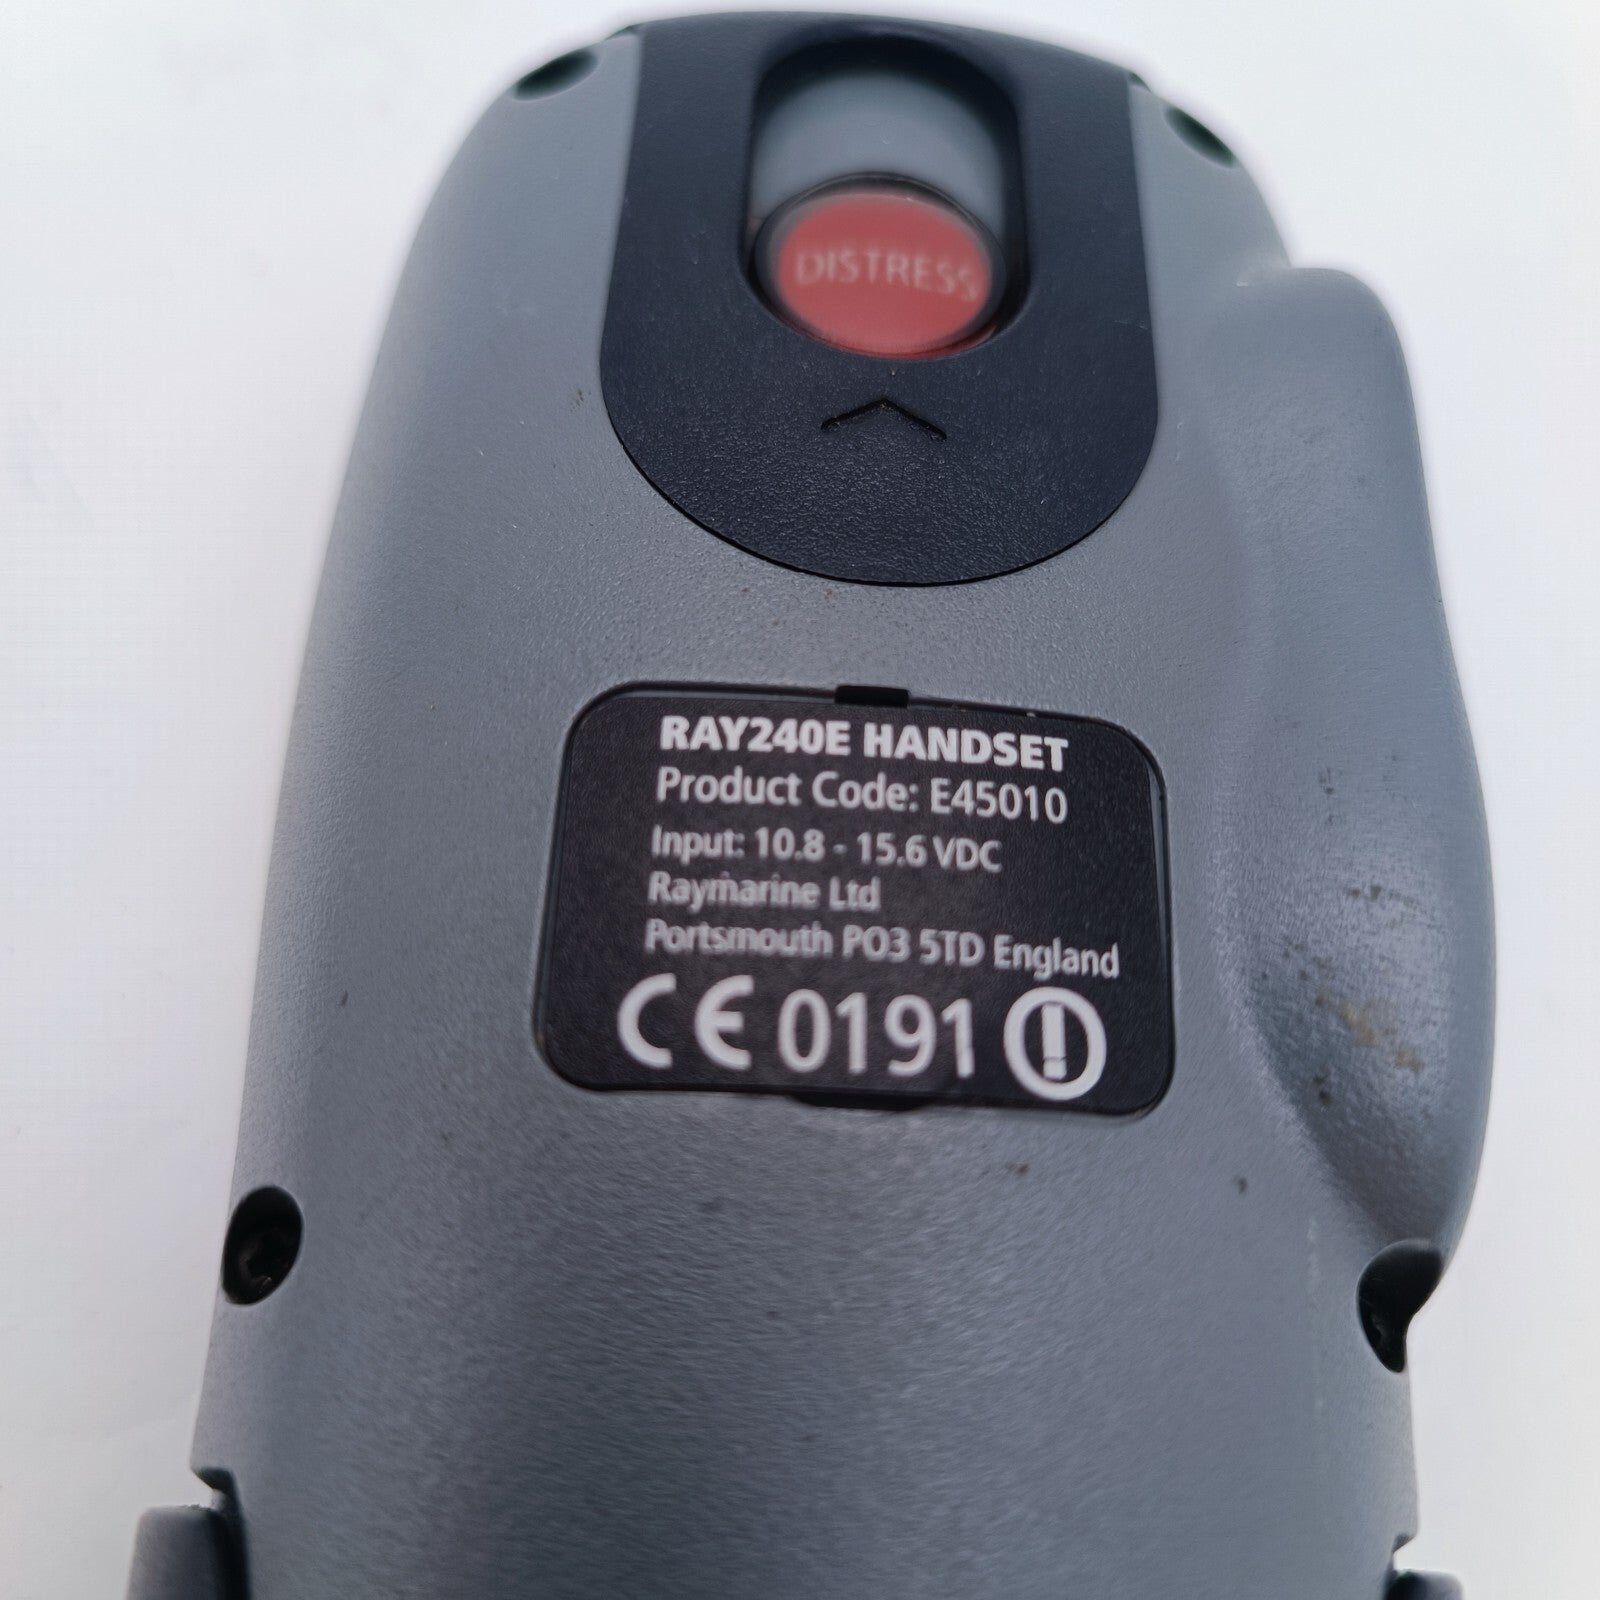 DISTRESS
RAY240E HANDSET
Product Code: E45010
Input: 10.8 - 15.6 VDC
Raymarine Ltd
Portsmouth PO3 5TD England
CE 0191 !